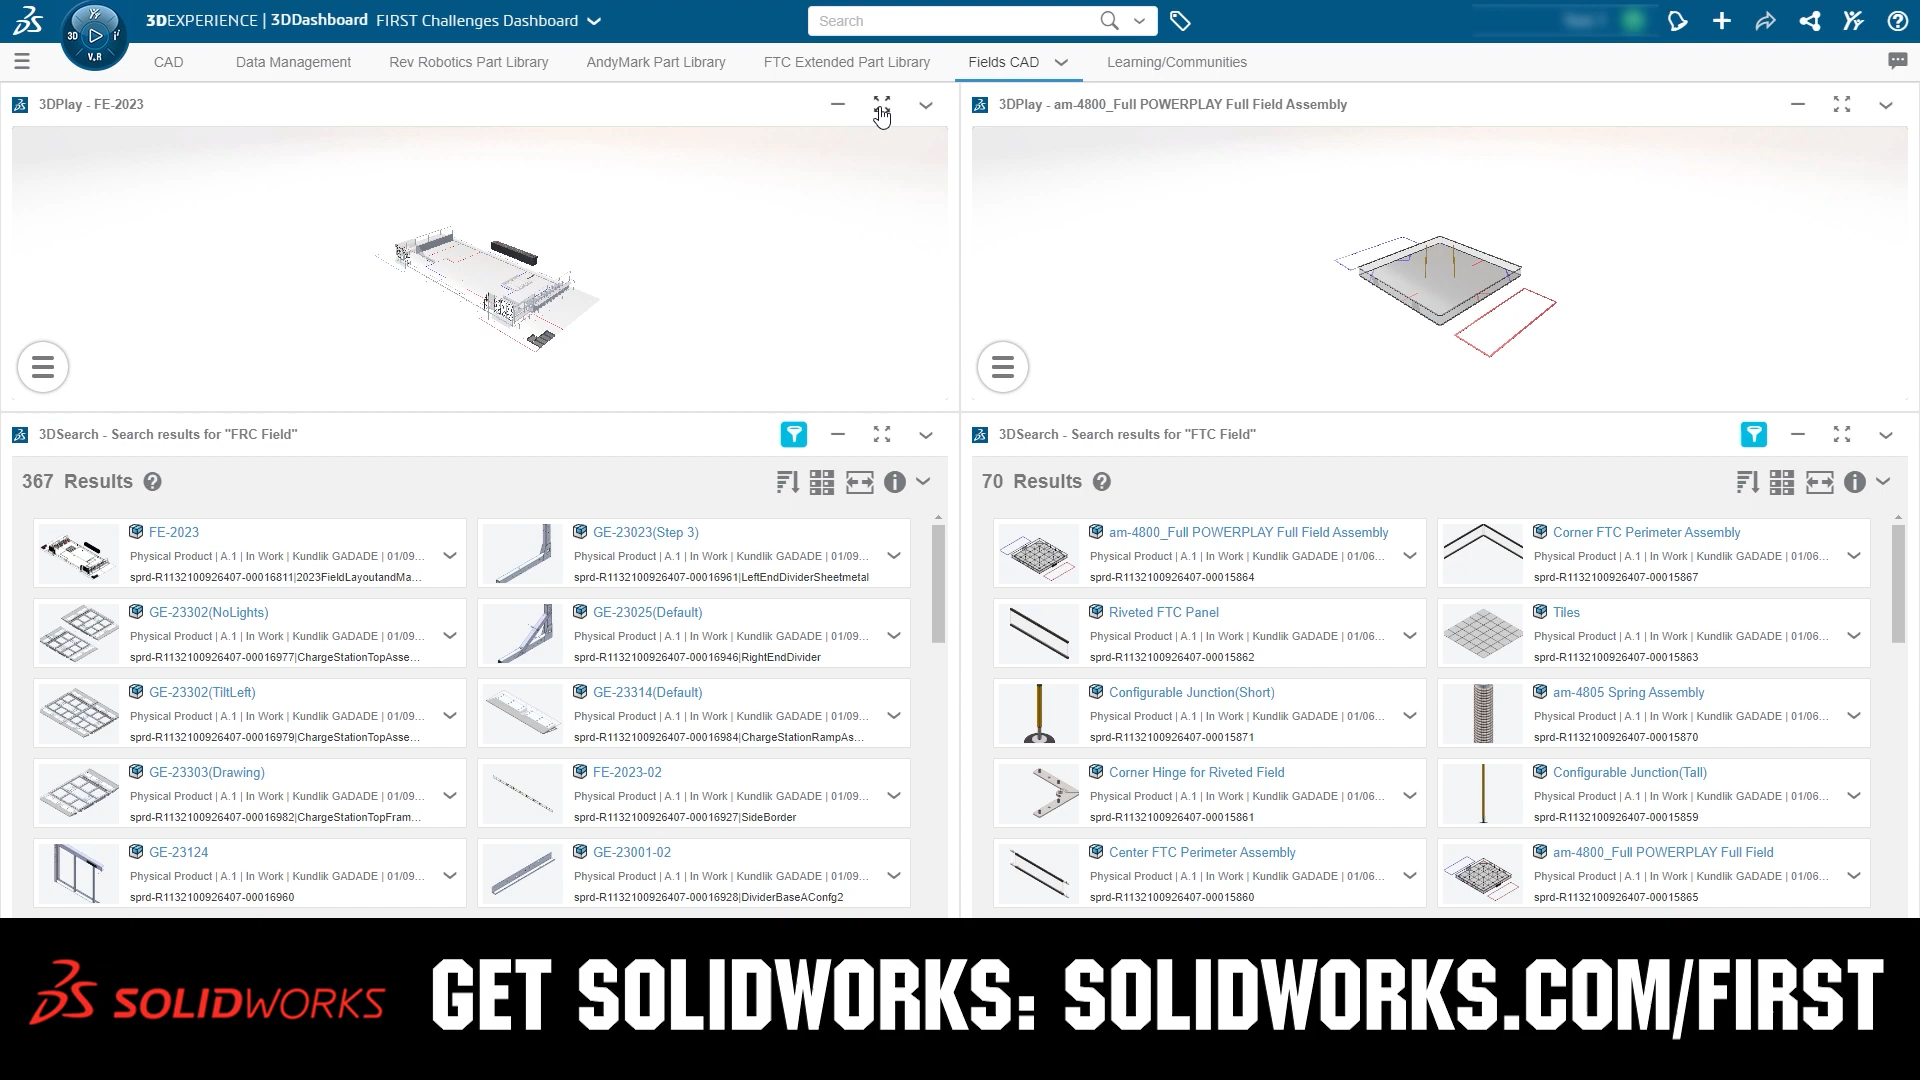 3DEXPERIENCE | 3DDashboard FIRST Challenges Dashboard
3D
V.R
Search
CAD
Data Management
Rev Robotics Part Library
AndyMark Part Library
FTC Extended Part Library
Fields CAD
Learning/Communities
3DPlay - FE-2023
3DPlay - am-4800_Full POWERPLAY Full Field Assembly
3DSearch - Search results for "FRC Field"
367 Results
FE-2023
Physical Product | A.1 | In Work | Kundlik GADADE | 01/09...
sprd-R1132100926407-00016811|2023FieldLayoutandMa...
GE-23023(Step 3)
Physical Product | A.1 | In Work | Kundlik GADADE | 01/09...
sprd-R1132100926407-00016961|LeftEndDividerSheetmetal
GE-23302(NoLights)
Physical Product | A.1 | In Work | Kundlik GADADE | 01/09...
sprd-R1132100926407-00016977|ChargeStationTopAsse...
GE-23025(Default)
Physical Product | A.1 | In Work | Kundlik GADADE | 01/09...
sprd-R1132100926407-00016946|RightEndDivider
GE-23302(TiltLeft)
Physical Product | A.1 | In Work | Kundlik GADADE | 01/09...
sprd-R1132100926407-00016979|ChargeStationTopAsse...
GE-23314(Default)
Physical Product | A.1 | In Work | Kundlik GADADE | 01/09...
sprd-R1132100926407-00016984|ChargeStationRampAs...
GE-23303(Drawing)
Physical Product | A.1 | In Work | Kundlik GADADE | 01/09...
sprd-R1132100926407-00016982|ChargeStationTopFram...
FE-2023-02
Physical Product | A.1 | In Work | Kundlik GADADE | 01/09...
sprd-R1132100926407-00016927|SideBorder
GE-23124
Physical Product | A.1 | In Work | Kundlik GADADE | 01/09...
sprd-R1132100926407-00016960
GE-23001-02
Physical Product | A.1 | In Work | Kundlik GADADE | 01/09...
sprd-R1132100926407-00016928|DividerBaseAConfg2
3DSearch - Search results for "FTC Field"
70 Results
am-4800_Full POWERPLAY Full Field Assembly
Physical Product | A.1 | In Work | Kundlik GADADE | 01/06...
sprd-R1132100926407-00015864
Corner FTC Perimeter Assembly
Physical Product | A.1 | In Work | Kundlik GADADE | 01/06...
sprd-R1132100926407-00015867
Riveted FTC Panel
Physical Product | A.1 | In Work | Kundlik GADADE | 01/06...
sprd-R1132100926407-00015862
Tiles
Physical Product | A.1 | In Work | Kundlik GADADE | 01/06...
sprd-R1132100926407-00015863
Configurable Junction(Short)
Physical Product | A.1 | In Work | Kundlik GADADE | 01/06...
sprd-R1132100926407-00015871
am-4805 Spring Assembly
Physical Product | A.1 | In Work | Kundlik GADADE | 01/06...
sprd-R1132100926407-00015870
Corner Hinge for Riveted Field
Physical Product | A.1 | In Work | Kundlik GADADE | 01/06...
sprd-R1132100926407-00015861
Configurable Junction(Tall)
Physical Product | A.1 | In Work | Kundlik GADADE | 01/06...
sprd-R1132100926407-00015859
Center FTC Perimeter Assembly
Physical Product | A.1 | In Work | Kundlik GADADE | 01/06...
sprd-R1132100926407-00015860
am-4800_Full POWERPLAY Full Field
Physical Product | A.1 | In Work | Kundlik GADADE | 01/06...
sprd-R1132100926407-00015865
SOLIDWORKS
GET SOLIDWORKS: SOLIDWORKS.COM/FIRST